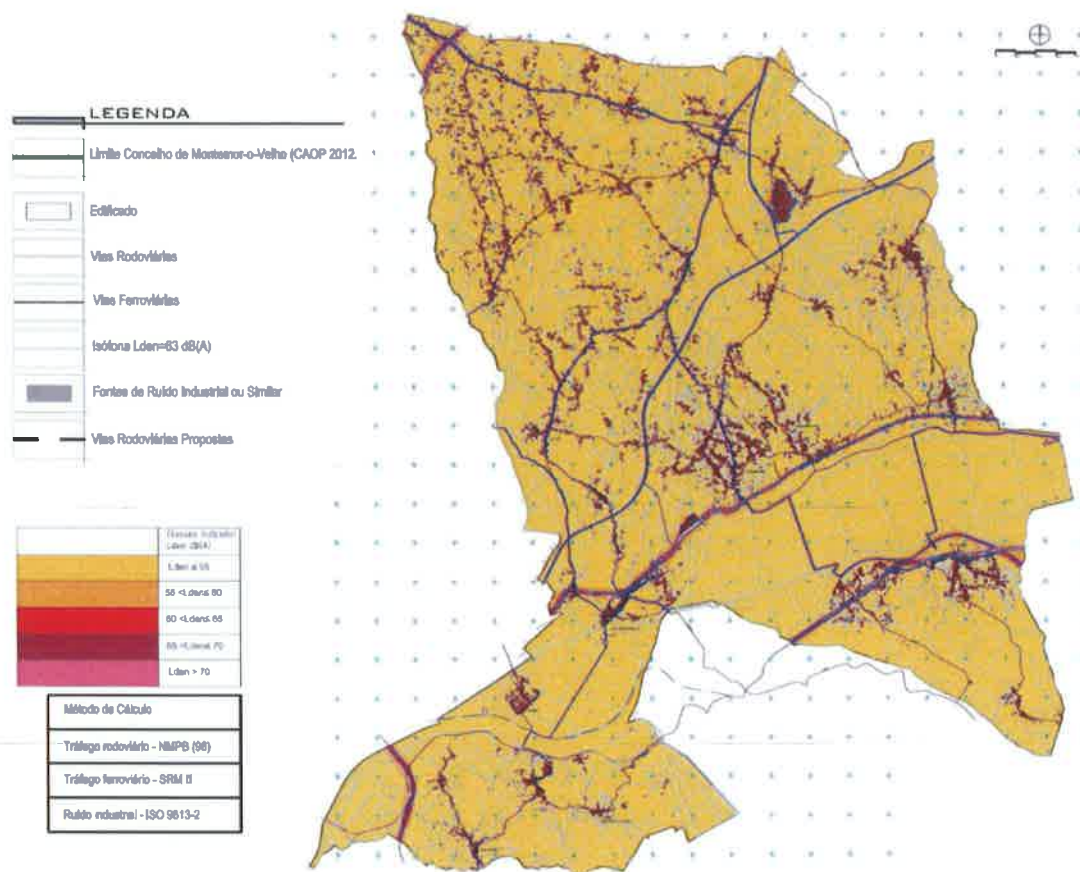 LEGENDA
Limite Concelho de Montemor-o-Velho (CAOP 2012.
Edificado
Vias Rodoviárias
Vias Ferroviárias
Isófona Lden=63 dB(A)
Fontes de Ruído Industrial ou Similar
Vias Rodoviárias Propostas
Lden dB(A)
Lden ≤ 55
55 <Lden≤ 60
60 <Lden≤ 65
65 <Lden≤ 70
Lden > 70
Método de Cálculo
Tráfego rodoviário - NMPB (96)
Tráfego ferroviário - SRM II
Ruído industrial - ISO 9613-2